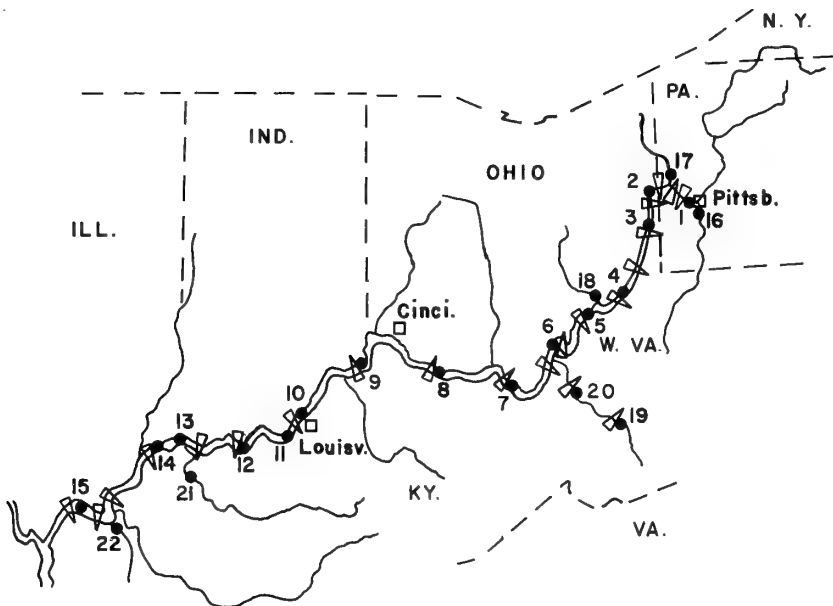 N. Y.
PA.
IND.
OHIO
17
2
Pittsb.
1
16
3
ILL.
18
4
Cinci.
5
6
W. VA.
9
8
7
20
10
19
13
Louisv.
11
14
12
15
21
KY.
22
VA.